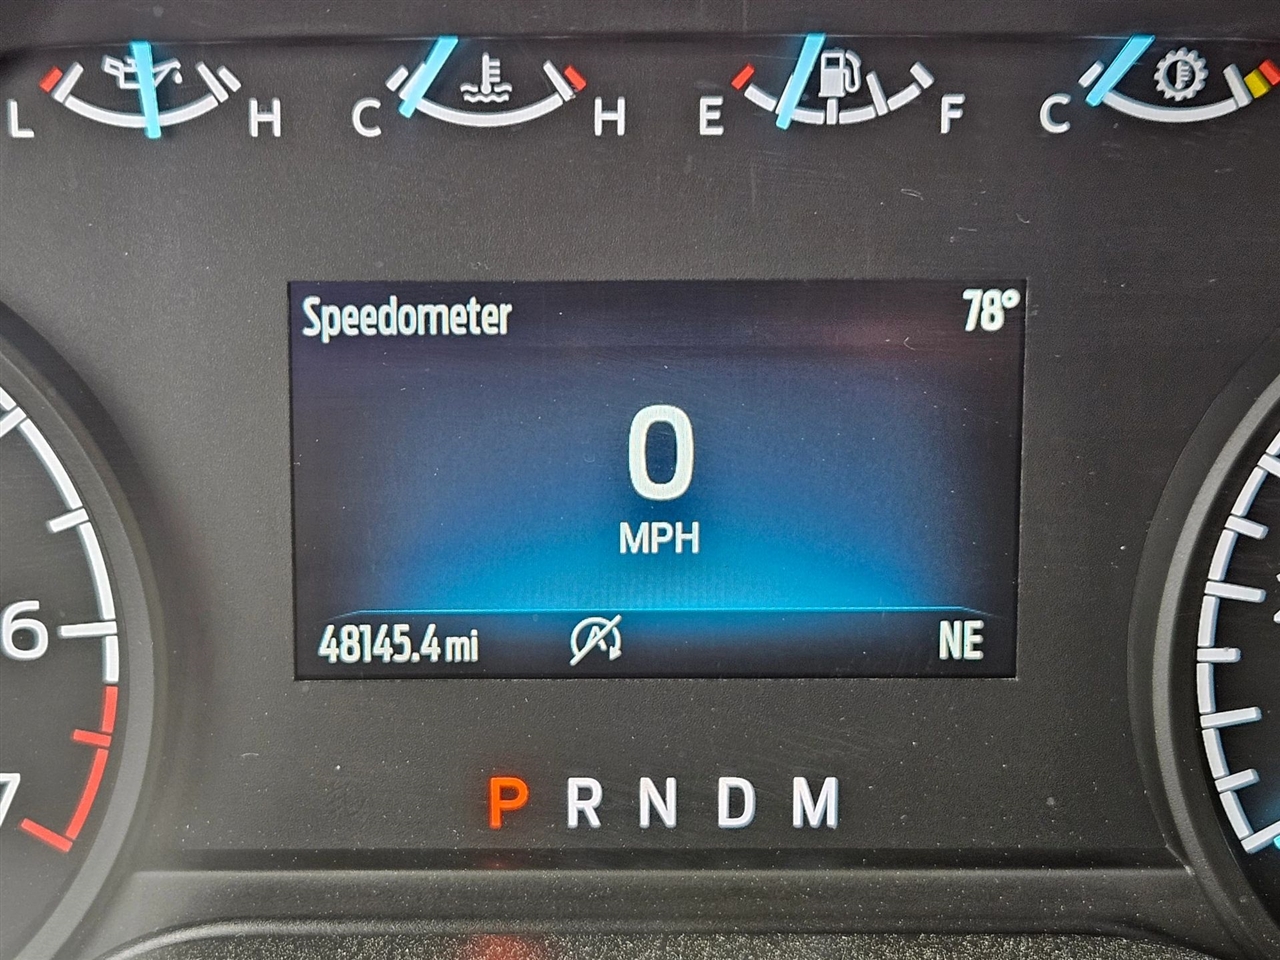 L H C H E F C
Speedometer 78°
0
MPH
48145.4 mi NE
6
7
P R N D M